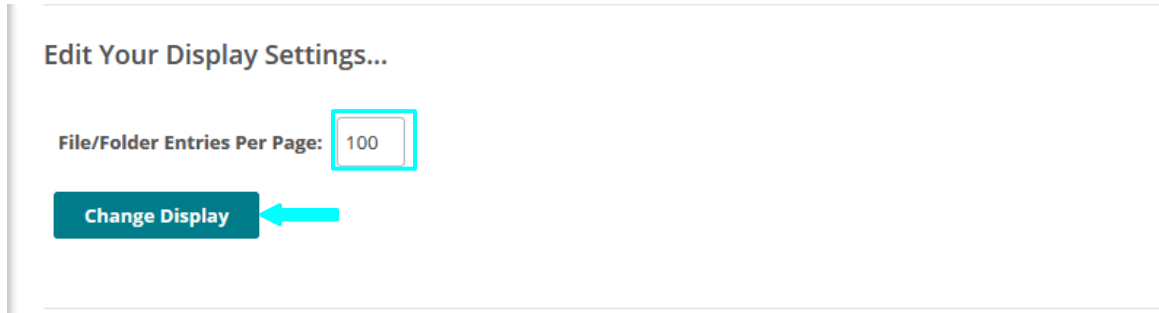 Edit Your Display Settings...
File/Folder Entries Per Page: 100
Change Display